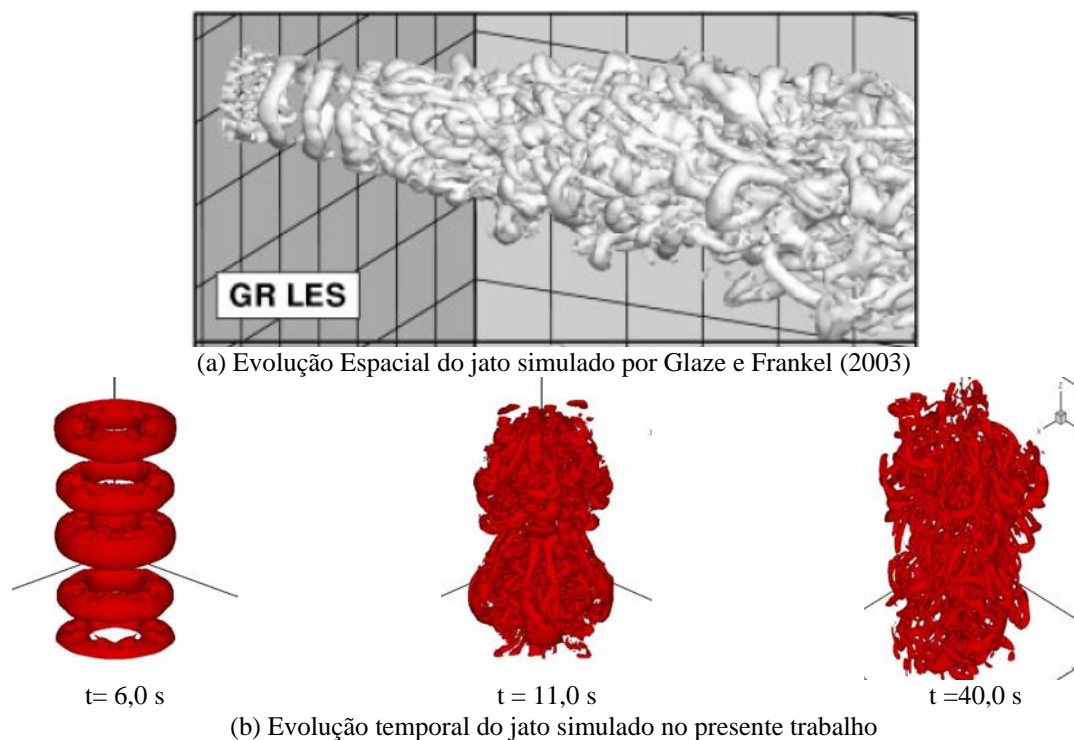 GR LES
(a) Evolução Espacial do jato simulado por Glaze e Frankel (2003)
Z
X
t= 6,0 s
t = 11,0 s
t =40,0 s
(b) Evolução temporal do jato simulado no presente trabalho